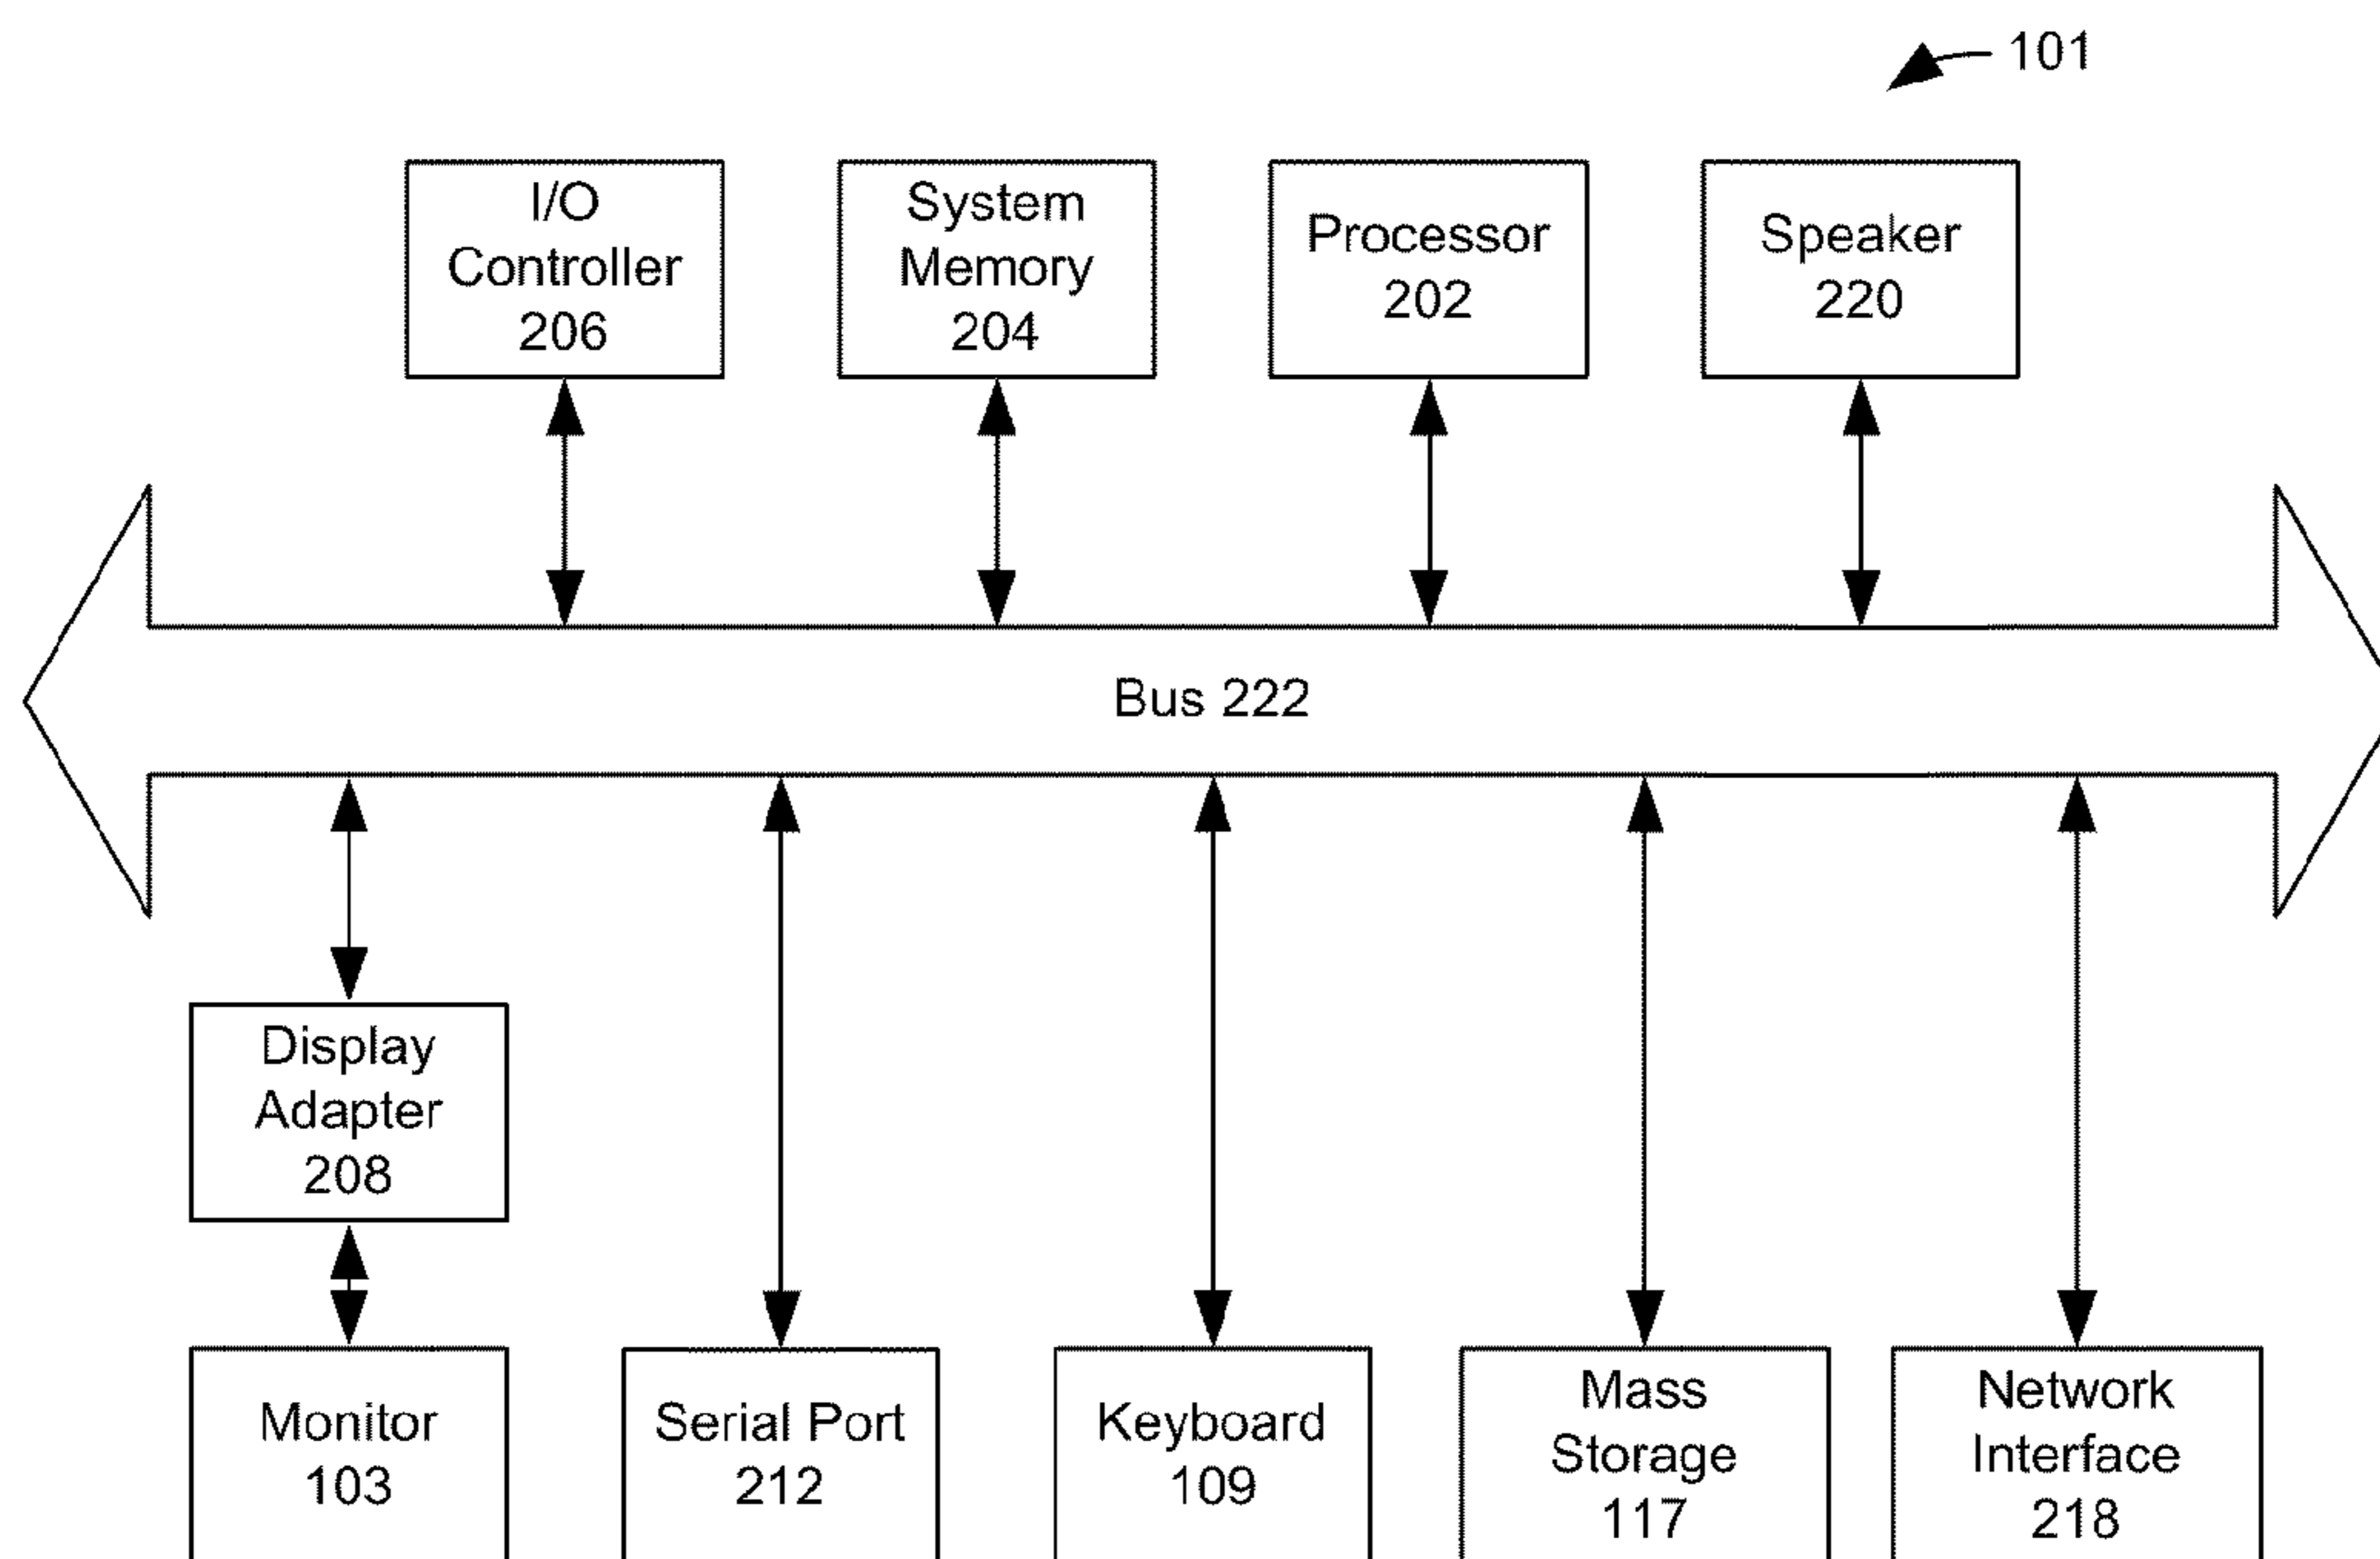 101
I/O
Controller
206
System
Memory
204
Processor
202
Speaker
220
Bus 222
Display
Adapter
208
Monitor
103
Serial Port
212
Keyboard
109
Mass
Storage
117
Network
Interface
218